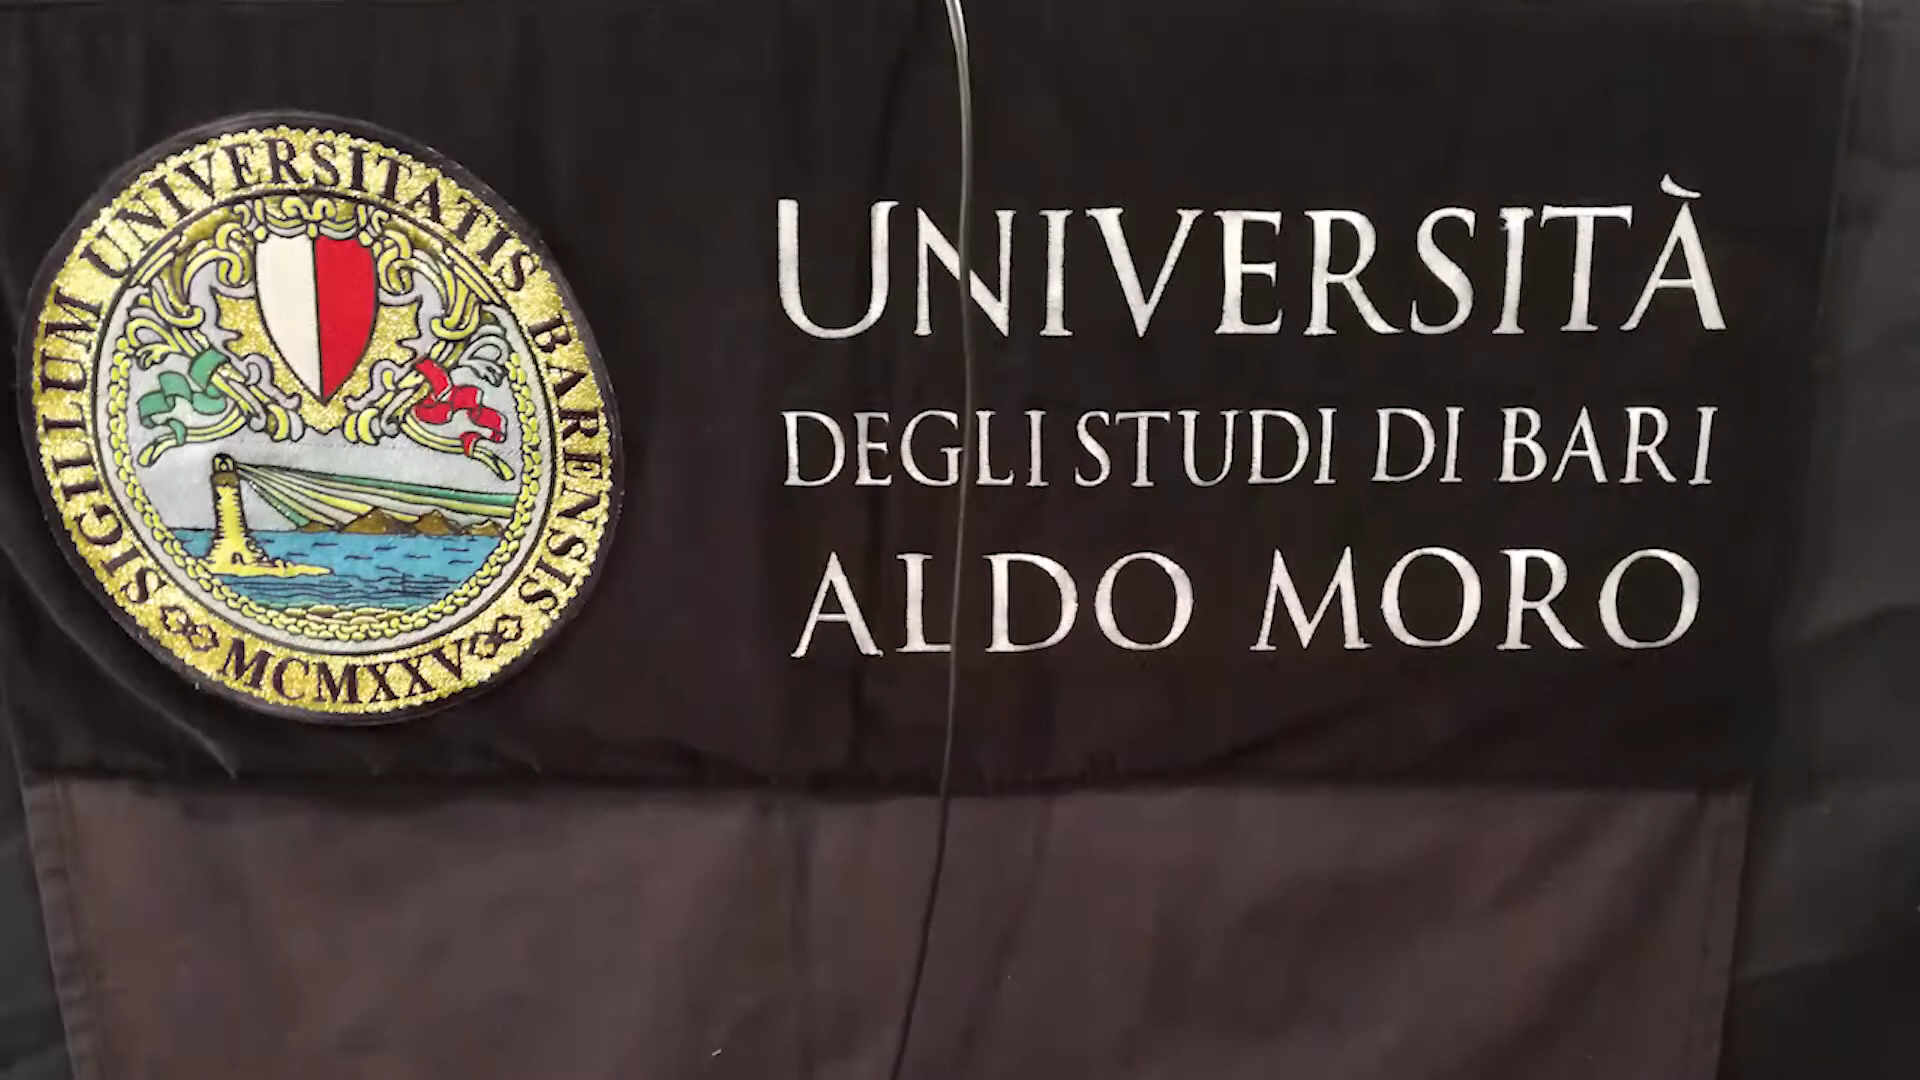 SIGILLUM UNIVERSITATIS BARENSIS
MCMXXV
UNIVERSITÀ
DEGLI STUDI DI BARI
ALDO MORO